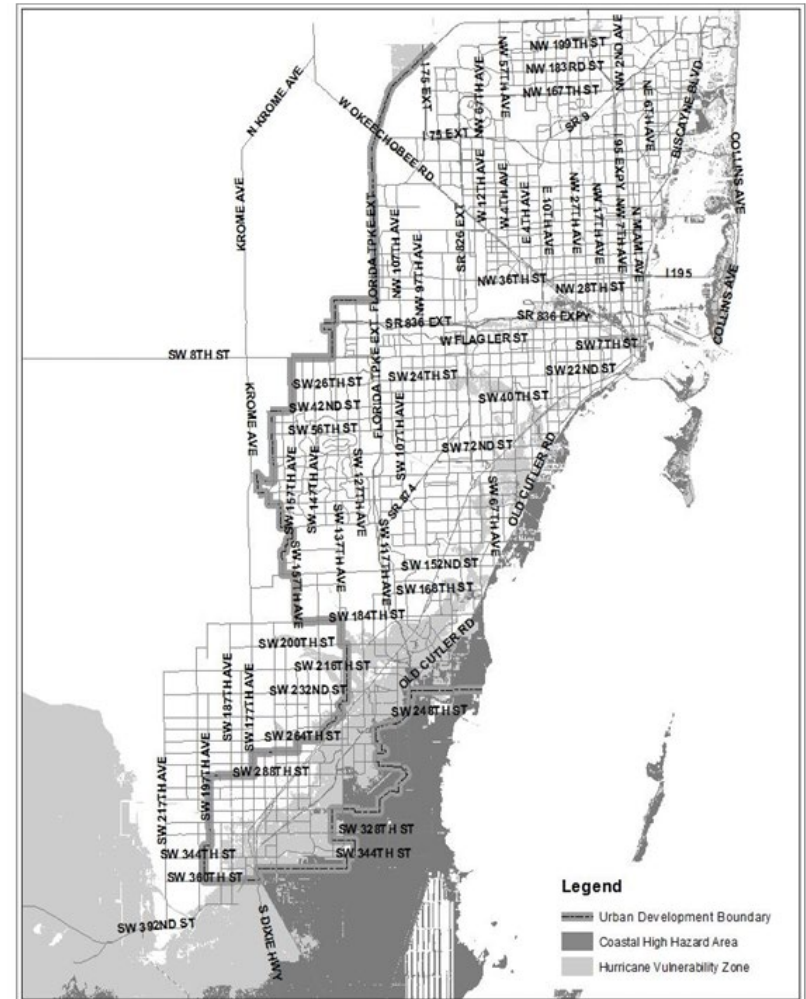 NW 199TH ST
NW 183RD ST
NW 167TH ST
NW 57TH AVE
NW 2ND AVE
I 75 EXT
NW 67TH AVE
SR 9
NE 6TH AVE
BISCAYNE BLVD
N KROME AVE
W OKEECHOBEE RD
I 75 EXT
I 95 EXPY
COLLINS AVE
KROME AVE
FLORIDA TPKE EXT
NW 107TH AVE
NW 97TH AVE
SR 826 EXT
W 12TH AVE
W 4TH AVE
E 4TH AVE
E 10TH AVE
NW 27TH AVE
NW 17TH AVE
NW 7TH AVE
N MIAMI AVE
NW 36TH ST
NW 28TH ST
I 195
COLLINS AVE
SR 836 EXT
SR 836 EXPY
W FLAGLER ST
SW 7TH ST
SW 8TH ST
SW 26TH ST
SW 24TH ST
SW 22ND ST
SW 42ND ST
SW 40TH ST
KROME AVE
SW 56TH ST
FLORIDA TPKE EXT
SW 107TH AVE
SW 72ND ST
OLD CUTLER RD
SW 157TH AVE
SW 147TH AVE
SW 127TH AVE
SR 874
SW 67TH AVE
SW 137TH AVE
SW 117TH AVE
SW 157TH AVE
SW 152ND ST
SW 168TH ST
SW 184TH ST
SW 200TH ST
OLD CUTLER RD
SW 216TH ST
SW 187TH AVE
SW 177TH AVE
SW 232ND ST
SW 248TH ST
SW 264TH ST
SW 217TH AVE
SW 197TH AVE
SW 288TH ST
SW 328TH ST
SW 344TH ST
SW 344TH ST
SW 360TH ST
SW 392ND ST
S DIXIE HWY
Legend
Urban Development Boundary
Coastal High Hazard Area
Hurricane Vulnerability Zone